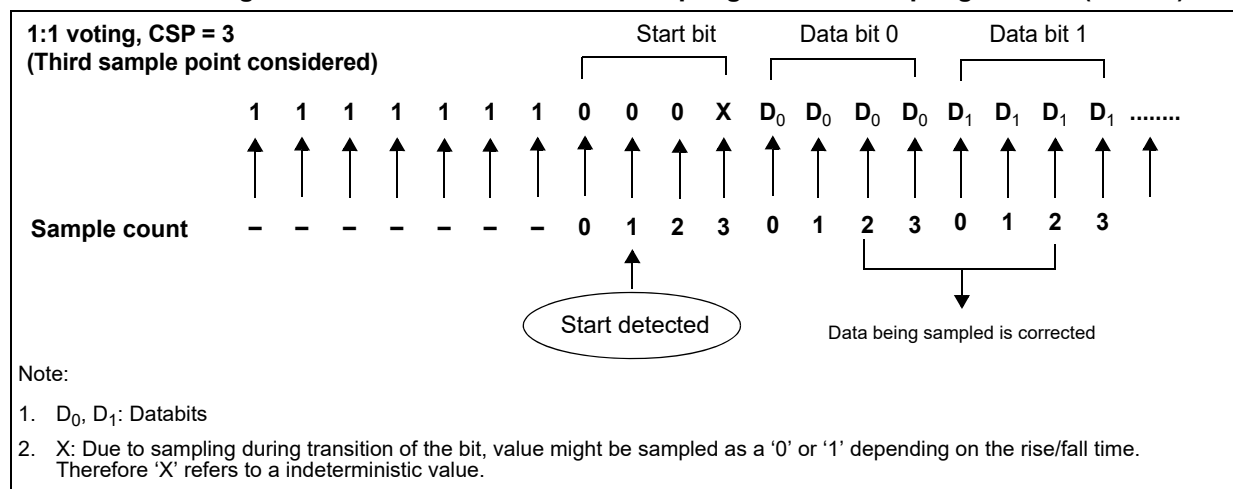 1:1 voting, CSP = 3
(Third sample point considered)
Start bit Data bit 0 Data bit 1
1 1 1 1 1 1 1 0 0 0 X D0 D0 D0 D0 D1 D1 D1 D1 ........
Sample count – – – – – – – 0 1 2 3 0 1 2 3 0 1 2 3
Start detected
Data being sampled is corrected
Note:
1. D0, D1: Databits
2. X: Due to sampling during transition of the bit, value might be sampled as a ‘0’ or ‘1’ depending on the rise/fall time.
Therefore ‘X’ refers to a indeterministic value.